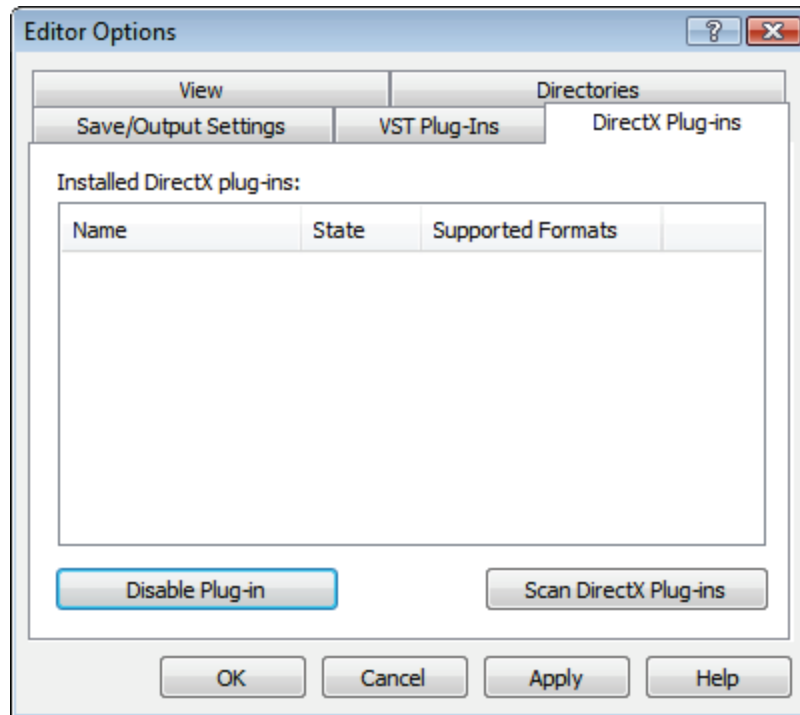 Editor Options
View Directories
Save/Output Settings VST Plug-Ins DirectX Plug-ins
Installed DirectX plug-ins:
Name State Supported Formats
Disable Plug-in Scan DirectX Plug-ins
OK Cancel Apply Help